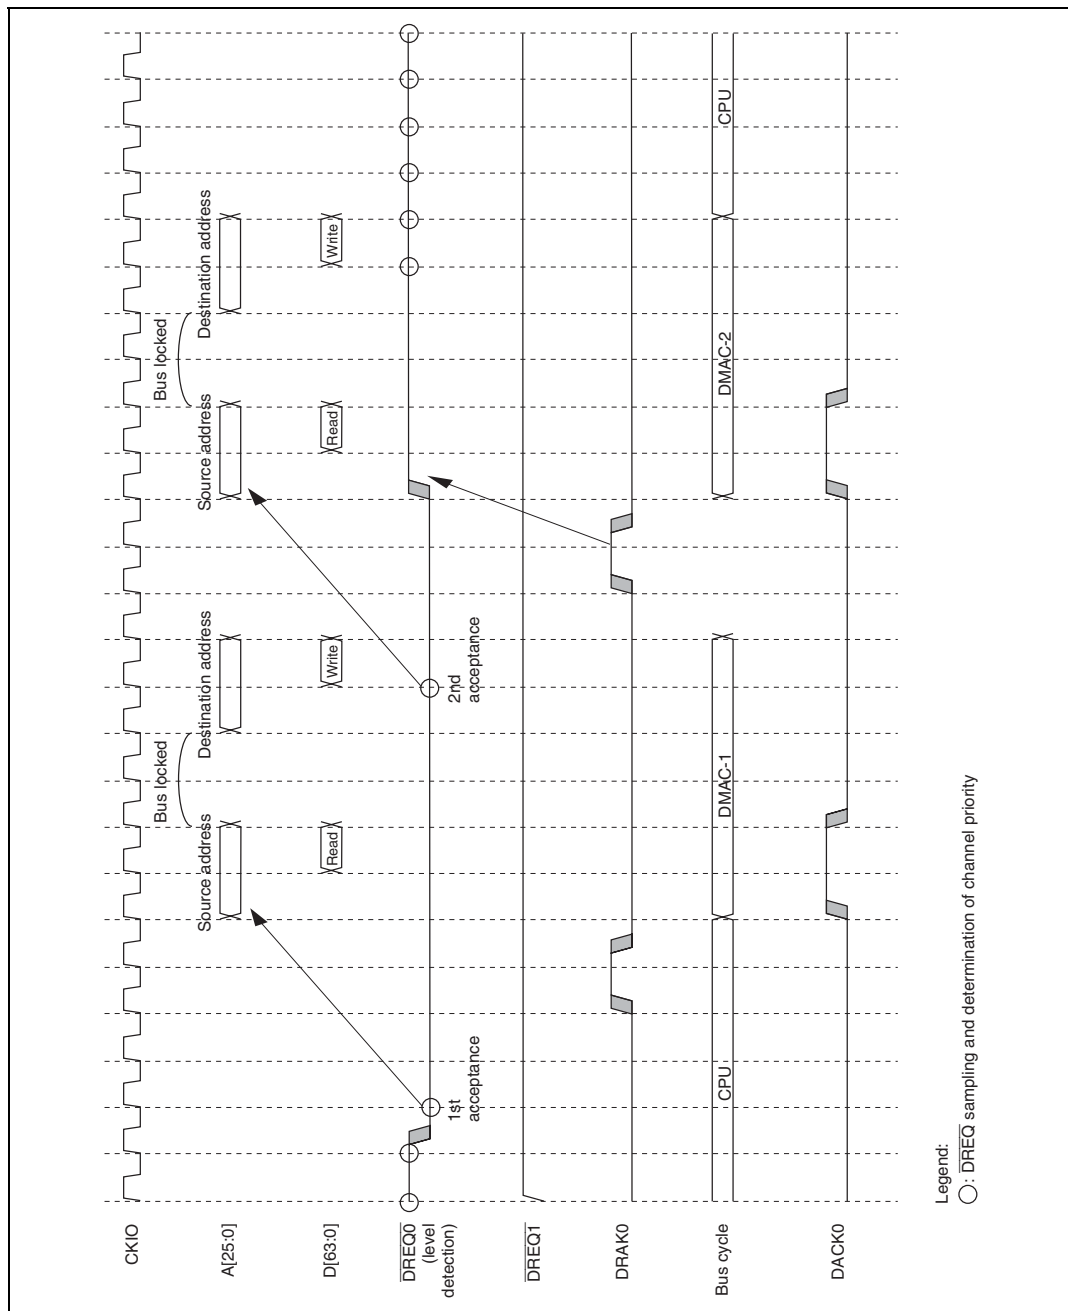 CKIO
Source address
Bus locked
Destination address
Source address
Bus locked
Destination address
A[25:0]
D[63:0]
Read
Write
Read
Write
DREQ0
(level
detection)
1st
acceptance
2nd
acceptance
DREQ1
DRAK0
Bus cycle
CPU
DMAC-1
DMAC-2
CPU
DACK0
Legend:
○: DREQ sampling and determination of channel priority